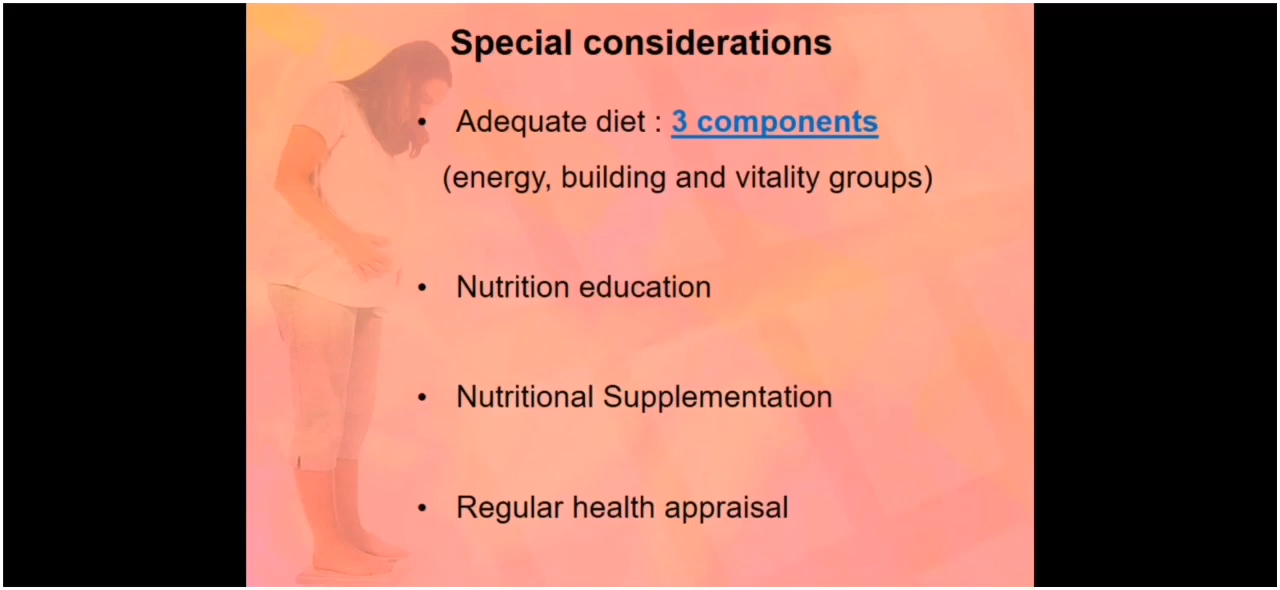 Special considerations
• Adequate diet : 3 components
(energy, building and vitality groups)
• Nutrition education
• Nutritional Supplementation
• Regular health appraisal